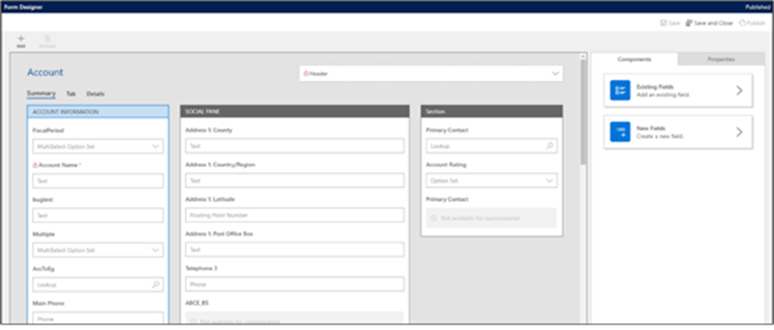 Form Designer
Published
Save
Save and Close
Publish
Add
Remove
Account
Header
Summary
Tab
Details
ACCOUNT INFORMATION
FiscalPeriod
MultiSelect Option Set
Account Name *
Text
bugtest
Text
Multiple
MultiSelect Option Set
AccToEg
Lookup
Main Phone
Phone
SOCIAL PANE
Address 1: County
Text
Address 1: Country/Region
Text
Address 1: Latitude
Floating Point Number
Address 1: Post Office Box
Text
Telephone 3
Phone
ABCE_BS
Not available for customization
Section
Primary Contact
Lookup
Account Rating
Option Set
Primary Contact
Not available for customization
Components
Properties
Existing Fields
Add an existing field.
New Fields
Create a new field.